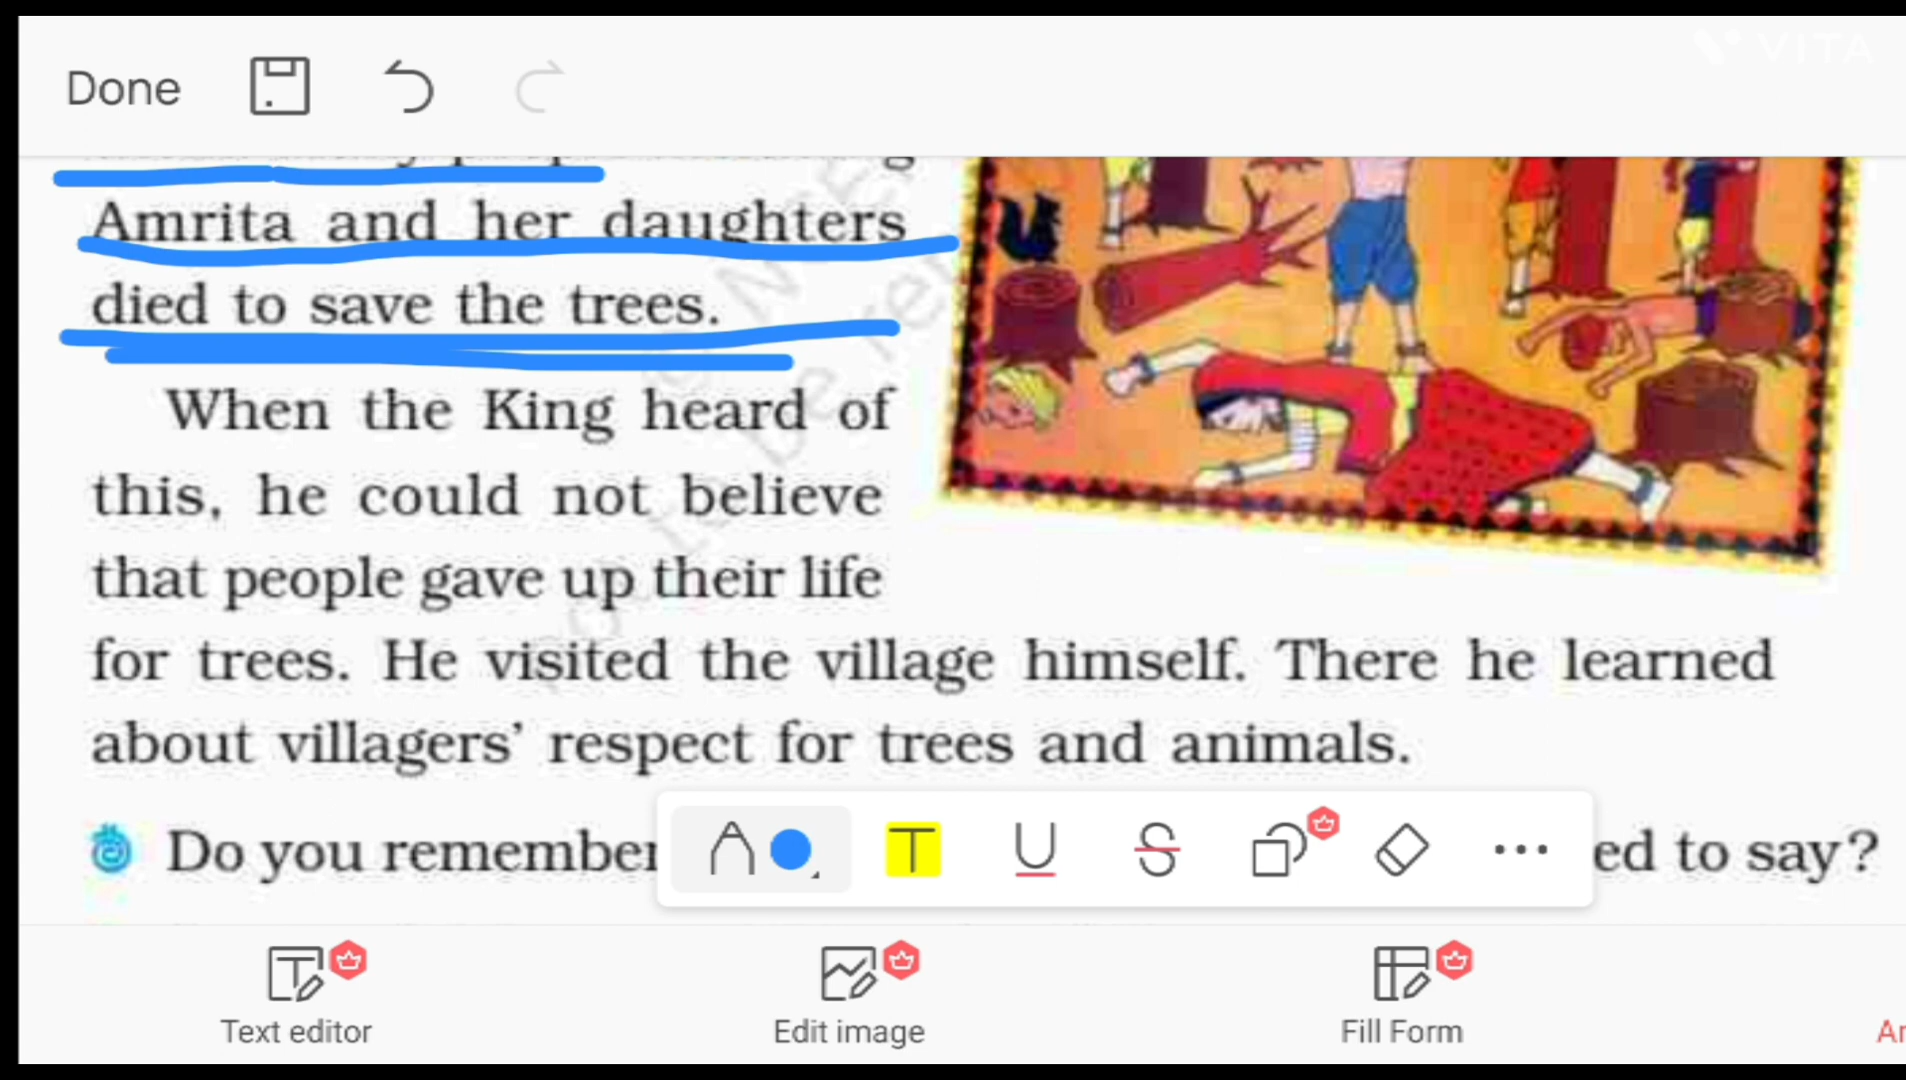 VITA
Done
Amrita and her daughters
died to save the trees.
When the King heard of
this, he could not believe
that people gave up their life
for trees. He visited the village himself. There he learned
about villagers' respect for trees and animals.
Do you remember ed to say?
Text editor
Edit image
Fill Form